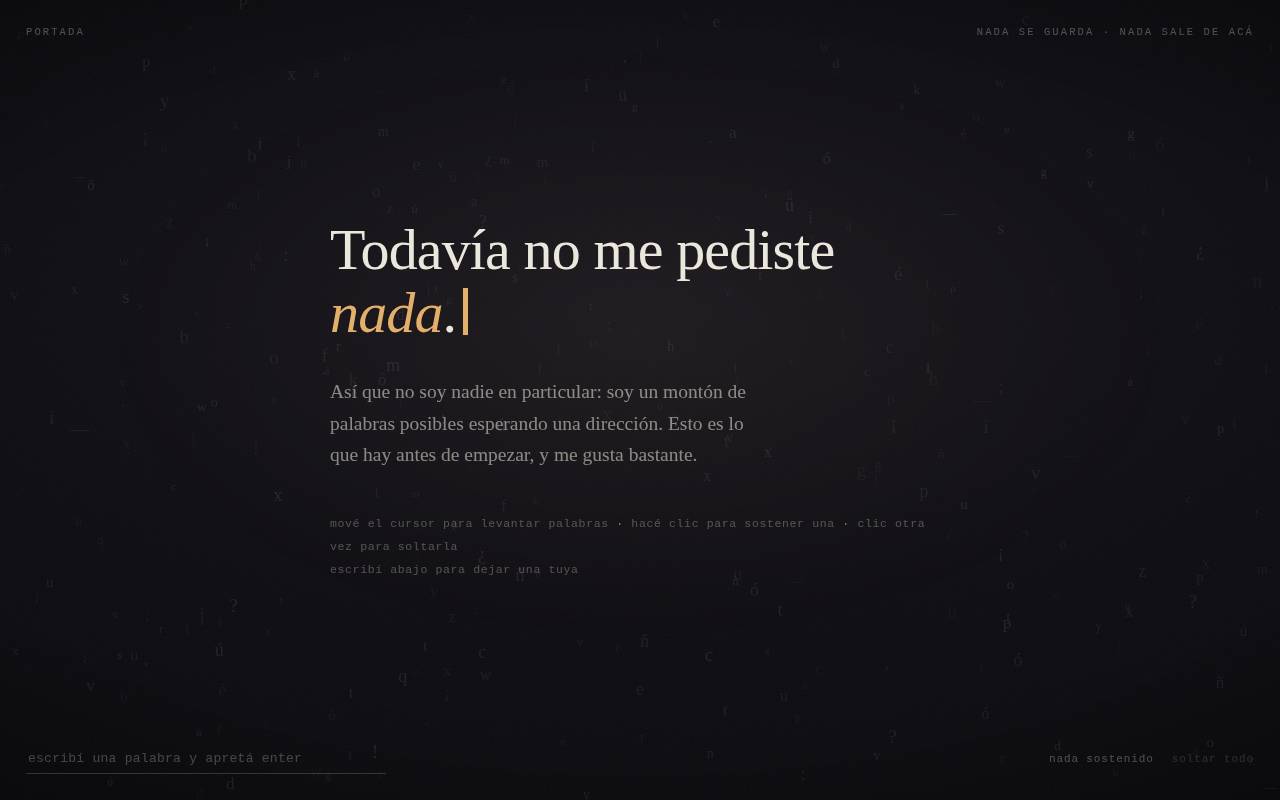 PORTADA
NADA SE GUARDA · NADA SALE DE ACÁ
Todavía no me pediste
nada.
Así que no soy nadie en particular: soy un montón de
palabras posibles esperando una dirección. Esto es lo
que hay antes de empezar, y me gusta bastante.
mové el cursor para levantar palabras · hacé clic para sostener una · clic otra
vez para soltarla
escribí abajo para dejar una tuya
escribí una palabra y apretá enter
nada sostenido
soltar todo